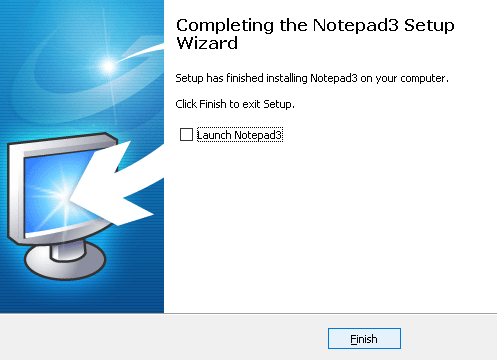 Completing the Notepad3 Setup
Wizard
Setup has finished installing Notepad3 on your computer.
Click Finish to exit Setup.
Launch Notepad3
Finish